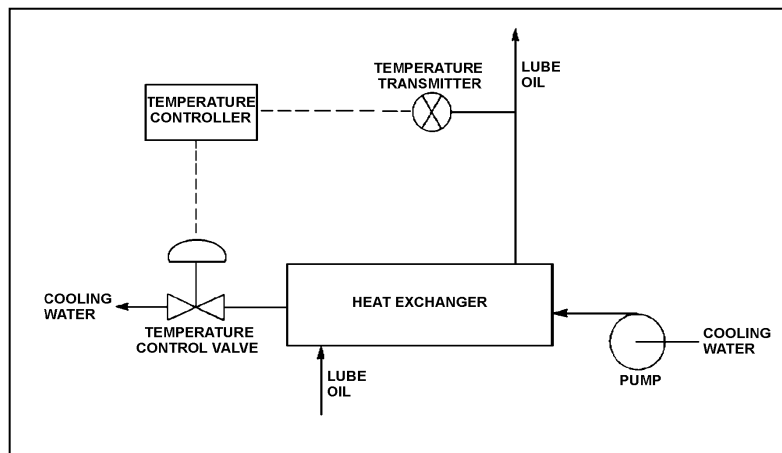 TEMPERATURE
TRANSMITTER
LUBE
OIL
TEMPERATURE
CONTROLLER
HEAT EXCHANGER
COOLING
WATER
TEMPERATURE
CONTROL VALVE
LUBE
OIL
PUMP
COOLING
WATER